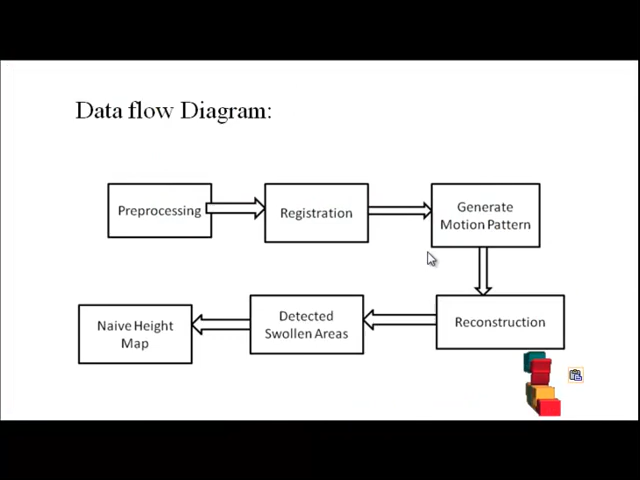 Data flow Diagram:
Preprocessing
Registration
Generate
Motion Pattern
Reconstruction
Detected
Swollen Areas
Naive Height
Map